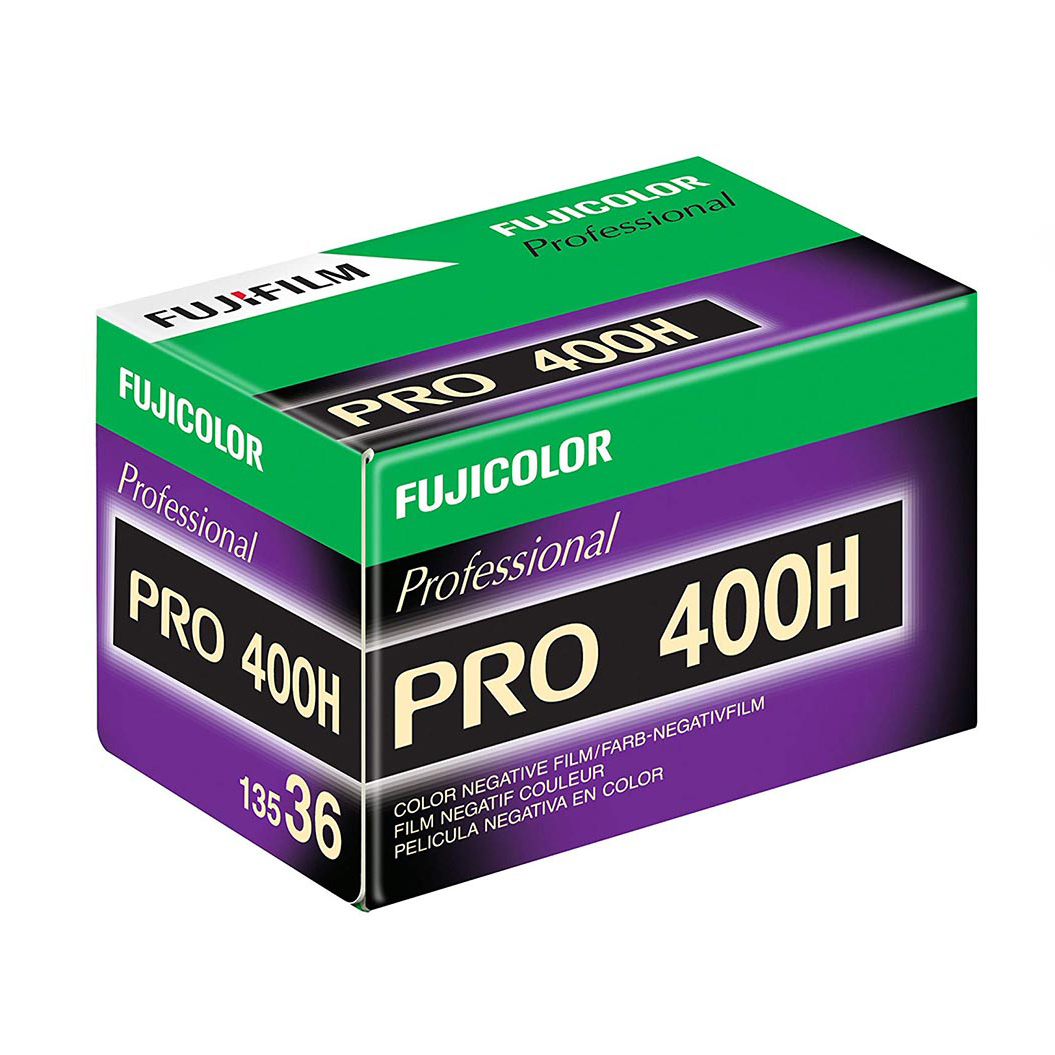 FUJIFILM
FUJICOLOR
Professional
PRO 400H
FUJICOLOR
Professional
PRO 400H
135 36
FUJICOLOR
Professional
PRO 400H
COLOR NEGATIVE FILM/FARB-NEGATIVFILM
FILM NEGATIF COULEUR
PELICULA NEGATIVA EN COLOR